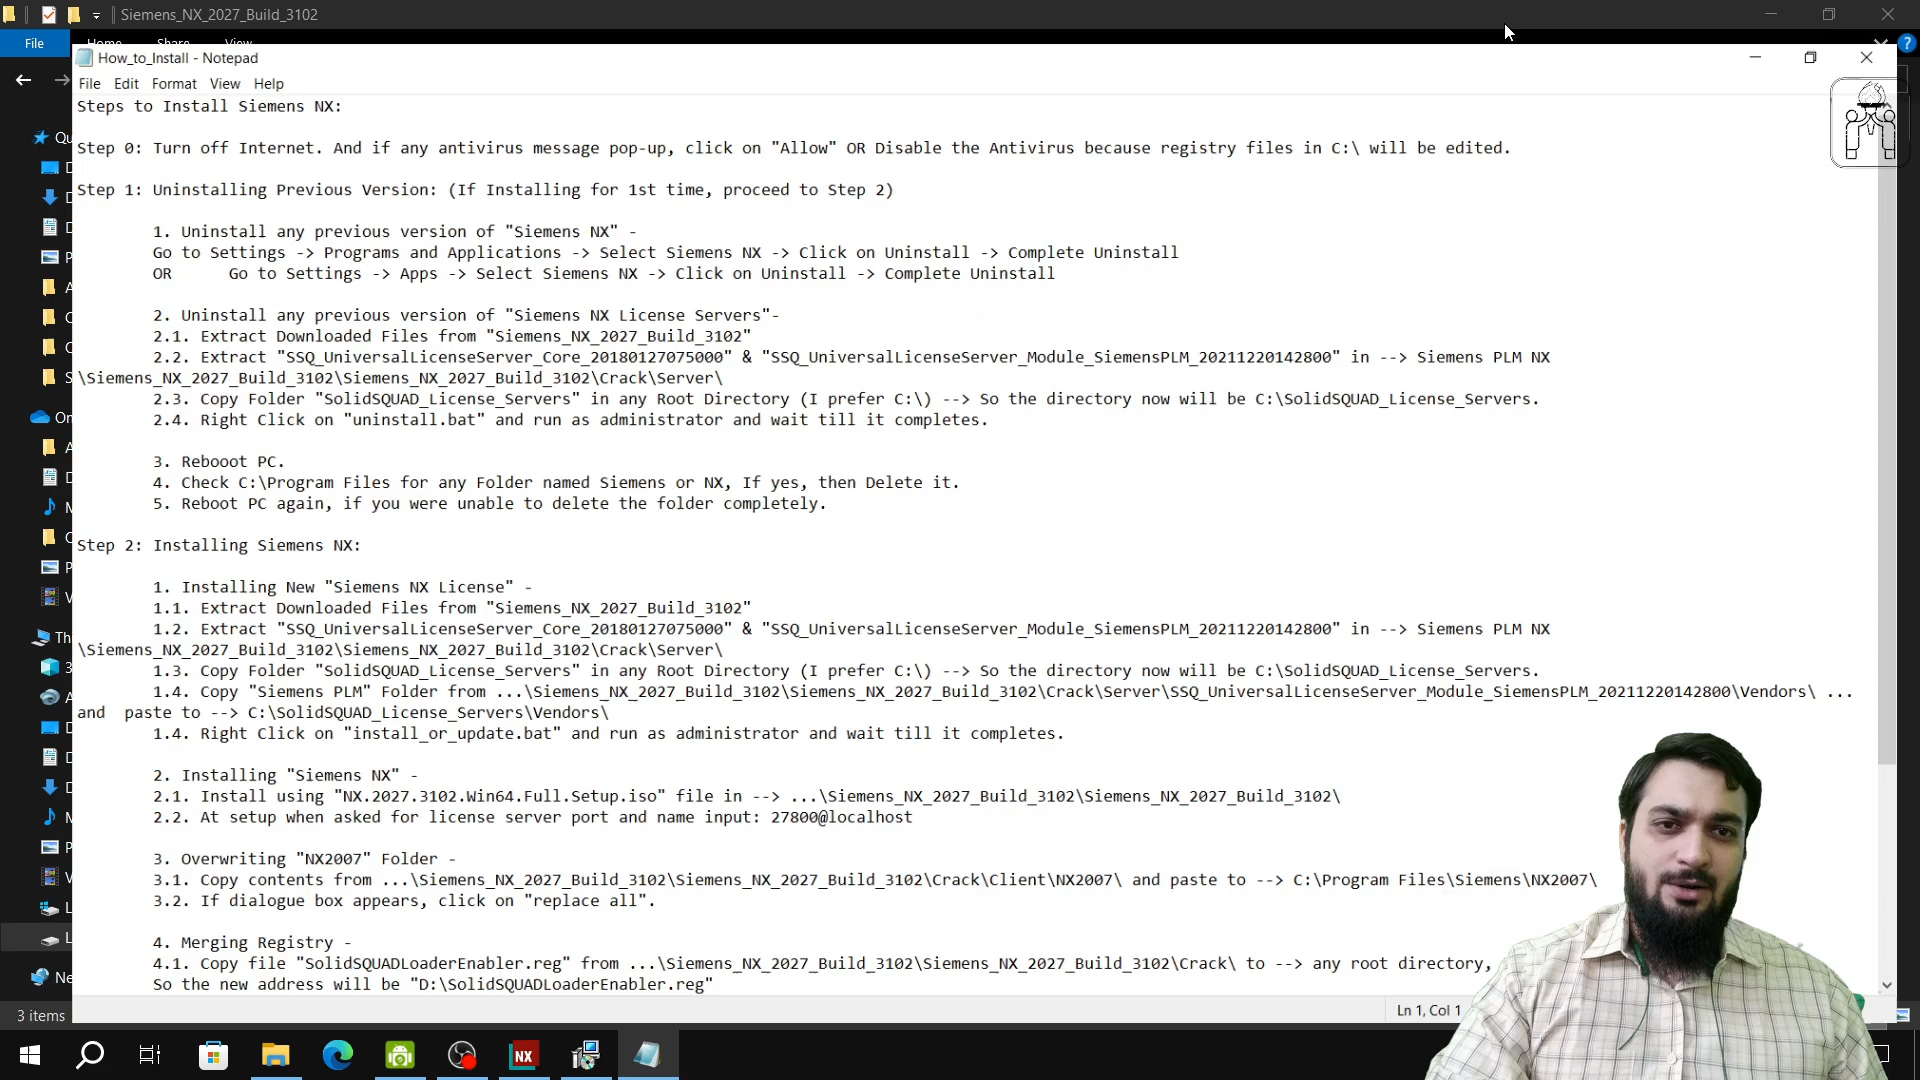 Siemens_NX_2027_Build_3102
File Home Share View
How_to_Install - Notepad
File Edit Format View Help
Steps to Install Siemens NX:
Step 0: Turn off Internet. And if any antivirus message pop-up, click on "Allow" OR Disable the Antivirus because registry files in C:\ will be edited.
Step 1: Uninstalling Previous Version: (If Installing for 1st time, proceed to Step 2)
1. Uninstall any previous version of "Siemens NX" -
Go to Settings -> Programs and Applications -> Select Siemens NX -> Click on Uninstall -> Complete Uninstall
OR Go to Settings -> Apps -> Select Siemens NX -> Click on Uninstall -> Complete Uninstall
2. Uninstall any previous version of "Siemens NX License Servers"-
2.1. Extract Downloaded Files from "Siemens_NX_2027_Build_3102"
2.2. Extract "SSQ_UniversalLicenseServer_Core_20180127075000" & "SSQ_UniversalLicenseServer_Module_SiemensPLM_20211220142800" in --> Siemens PLM NX
\Siemens_NX_2027_Build_3102\Siemens_NX_2027_Build_3102\Crack\Server\
2.3. Copy Folder "SolidSQUAD_License_Servers" in any Root Directory (I prefer C:\) --> So the directory now will be C:\SolidSQUAD_License_Servers.
2.4. Right Click on "uninstall.bat" and run as administrator and wait till it completes.
3. Rebooot PC.
4. Check C:\Program Files for any Folder named Siemens or NX, If yes, then Delete it.
5. Reboot PC again, if you were unable to delete the folder completely.
Step 2: Installing Siemens NX:
1. Installing New "Siemens NX License" -
1.1. Extract Downloaded Files from "Siemens_NX_2027_Build_3102"
1.2. Extract "SSQ_UniversalLicenseServer_Core_20180127075000" & "SSQ_UniversalLicenseServer_Module_SiemensPLM_20211220142800" in --> Siemens PLM NX
\Siemens_NX_2027_Build_3102\Siemens_NX_2027_Build_3102\Crack\Server\
1.3. Copy Folder "SolidSQUAD_License_Servers" in any Root Directory (I prefer C:\) --> So the directory now will be C:\SolidSQUAD_License_Servers.
1.4. Copy "Siemens PLM" Folder from ...\Siemens_NX_2027_Build_3102\Siemens_NX_2027_Build_3102\Crack\Server\SSQ_UniversalLicenseServer_Module_SiemensPLM_20211220142800\Vendors\ ...
and paste to --> C:\SolidSQUAD_License_Servers\Vendors\
1.4. Right Click on "install_or_update.bat" and run as administrator and wait till it completes.
2. Installing "Siemens NX" -
2.1. Install using "NX.2027.3102.Win64.Full.Setup.iso" file in --> ...\Siemens_NX_2027_Build_3102\Siemens_NX_2027_Build_3102\
2.2. At setup when asked for license server port and name input: 27800@localhost
3. Overwriting "NX2007" Folder -
3.1. Copy contents from ...\Siemens_NX_2027_Build_3102\Siemens_NX_2027_Build_3102\Crack\Client\NX2007\ and paste to --> C:\Program Files\Siemens\NX2007\
3.2. If dialogue box appears, click on "replace all".
4. Merging Registry -
4.1. Copy file "SolidSQUADLoaderEnabler.reg" from ...\Siemens_NX_2027_Build_3102\Siemens_NX_2027_Build_3102\Crack\ to --> any root directory,
So the new address will be "D:\SolidSQUADLoaderEnabler.reg"
Ln 1, Col 1
3 items
NX